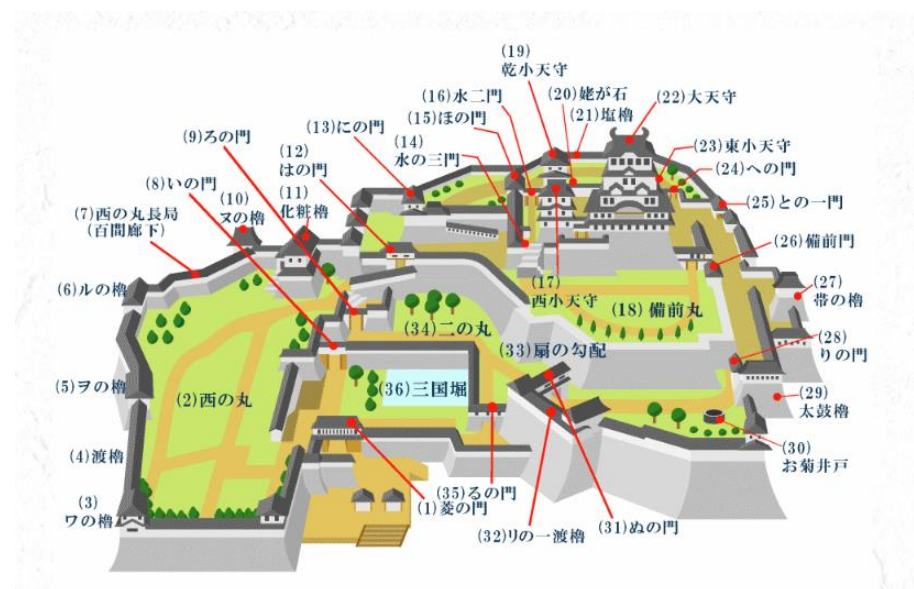 (19)
乾小天守
(20)姥が石
(22)大天守
(16)水二門
(21)塩櫓
(15)ほの門
(13)にの門
(14)
水の三門
(9)ろの門
(12)
はの門
(23)東小天守
(24)への門
(8)いの門
(10)
ヌの櫓
(11)
化粧櫓
(25)との一門
(7)西の丸長局
(百間廊下)
(26)備前門
(6)ルの櫓
(17)
西小天守
(27)
帯の櫓
(18)備前丸
(34)二の丸
(33)扇の勾配
(28)
りの門
(5)ヲの櫓
(36)三国堀
(2)西の丸
(29)
太鼓櫓
(4)渡櫓
(30)
お菊井戸
(3)
ワの櫓
(35)るの門
(1)菱の門
(32)リの一渡櫓
(31)ぬの門